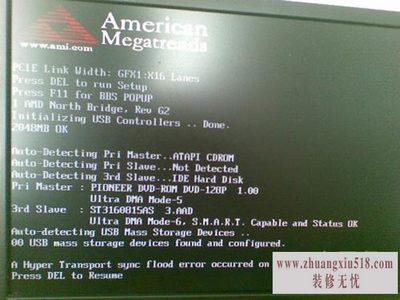 American
Megatrends
www.ami.com
PCIE Link Width: GFX1:X16 Lanes
Press DEL to run Setup
Press F11 for BBS POPUP
1 AMD North Bridge, Rev G2
Initializing USB Controllers .. Done.
2048MB OK
Auto-Detecting Pri Master..ATAPI CDROM
Auto-Detecting Pri Slave...Not Detected
Auto-Detecting 3rd Slave...IDE Hard Disk
Pri Master : PIONEER DVD-ROM DVD-128P 1.00
Ultra DMA Mode-5
3rd Slave : ST3160815AS 3.AAD
Ultra DMA Mode-6, S.M.A.R.T. Capable and Status OK
Auto-detecting USB Mass Storage Devices ..
00 USB mass storage devices found and configured.
A Hyper Transport sync flood error occurred on
Press DEL to Resume
www.zhuangxiu518.com
装修无忧